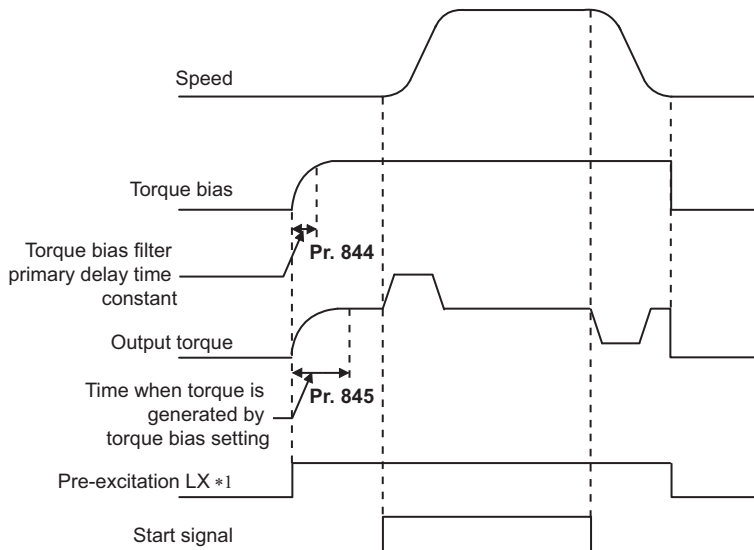 Speed
Torque bias
Torque bias filter
primary delay time
constant
Pr. 844
Output torque
Time when torque is
generated by
torque bias setting
Pr. 845
Pre-excitation LX *1
Start signal